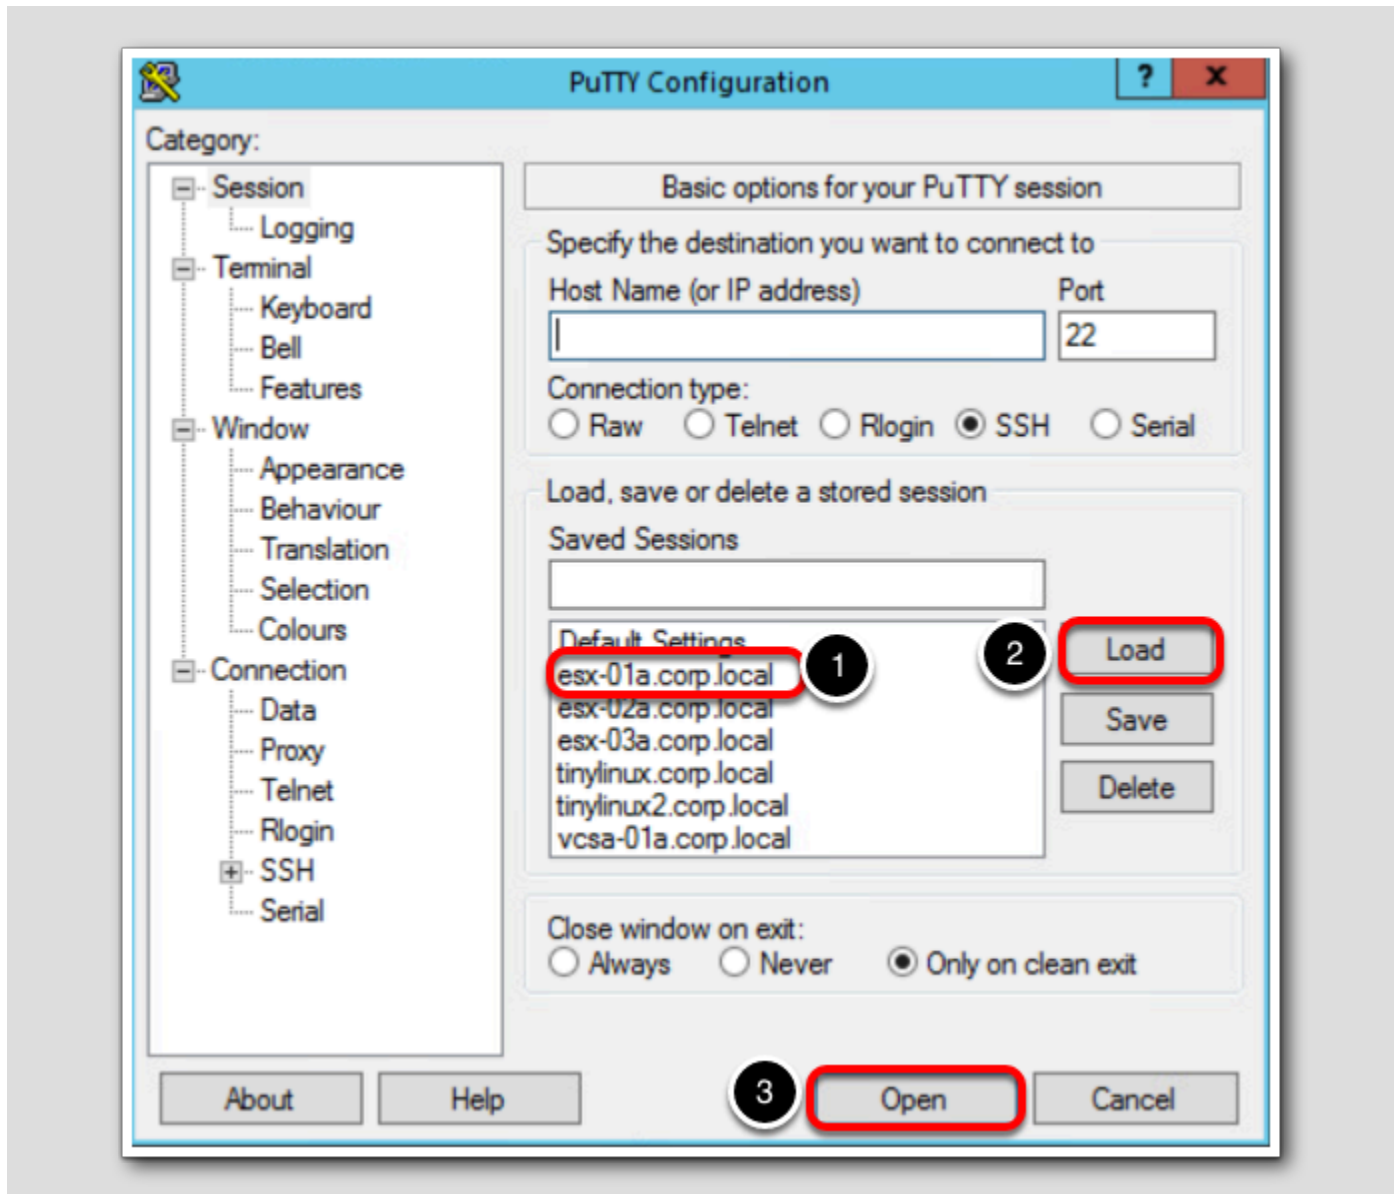 PuTTY Configuration
?
x
Category:
Session
Logging
Terminal
Keyboard
Bell
Features
Window
Appearance
Behaviour
Translation
Selection
Colours
Connection
Data
Proxy
Telnet
Rlogin
SSH
Serial
Basic options for your PuTTY session
Specify the destination you want to connect to
Host Name (or IP address) Port
22
Connection type:
Raw Telnet Rlogin SSH Serial
Load, save or delete a stored session
Saved Sessions
Default Settings
esx-01a.corp.local 1
esx-02a.corp.local
esx-03a.corp.local
tinylinux.corp.local
tinylinux2.corp.local
vcsa-01a.corp.local
2 Load
Save
Delete
Close window on exit:
Always Never Only on clean exit
About Help 3 Open Cancel